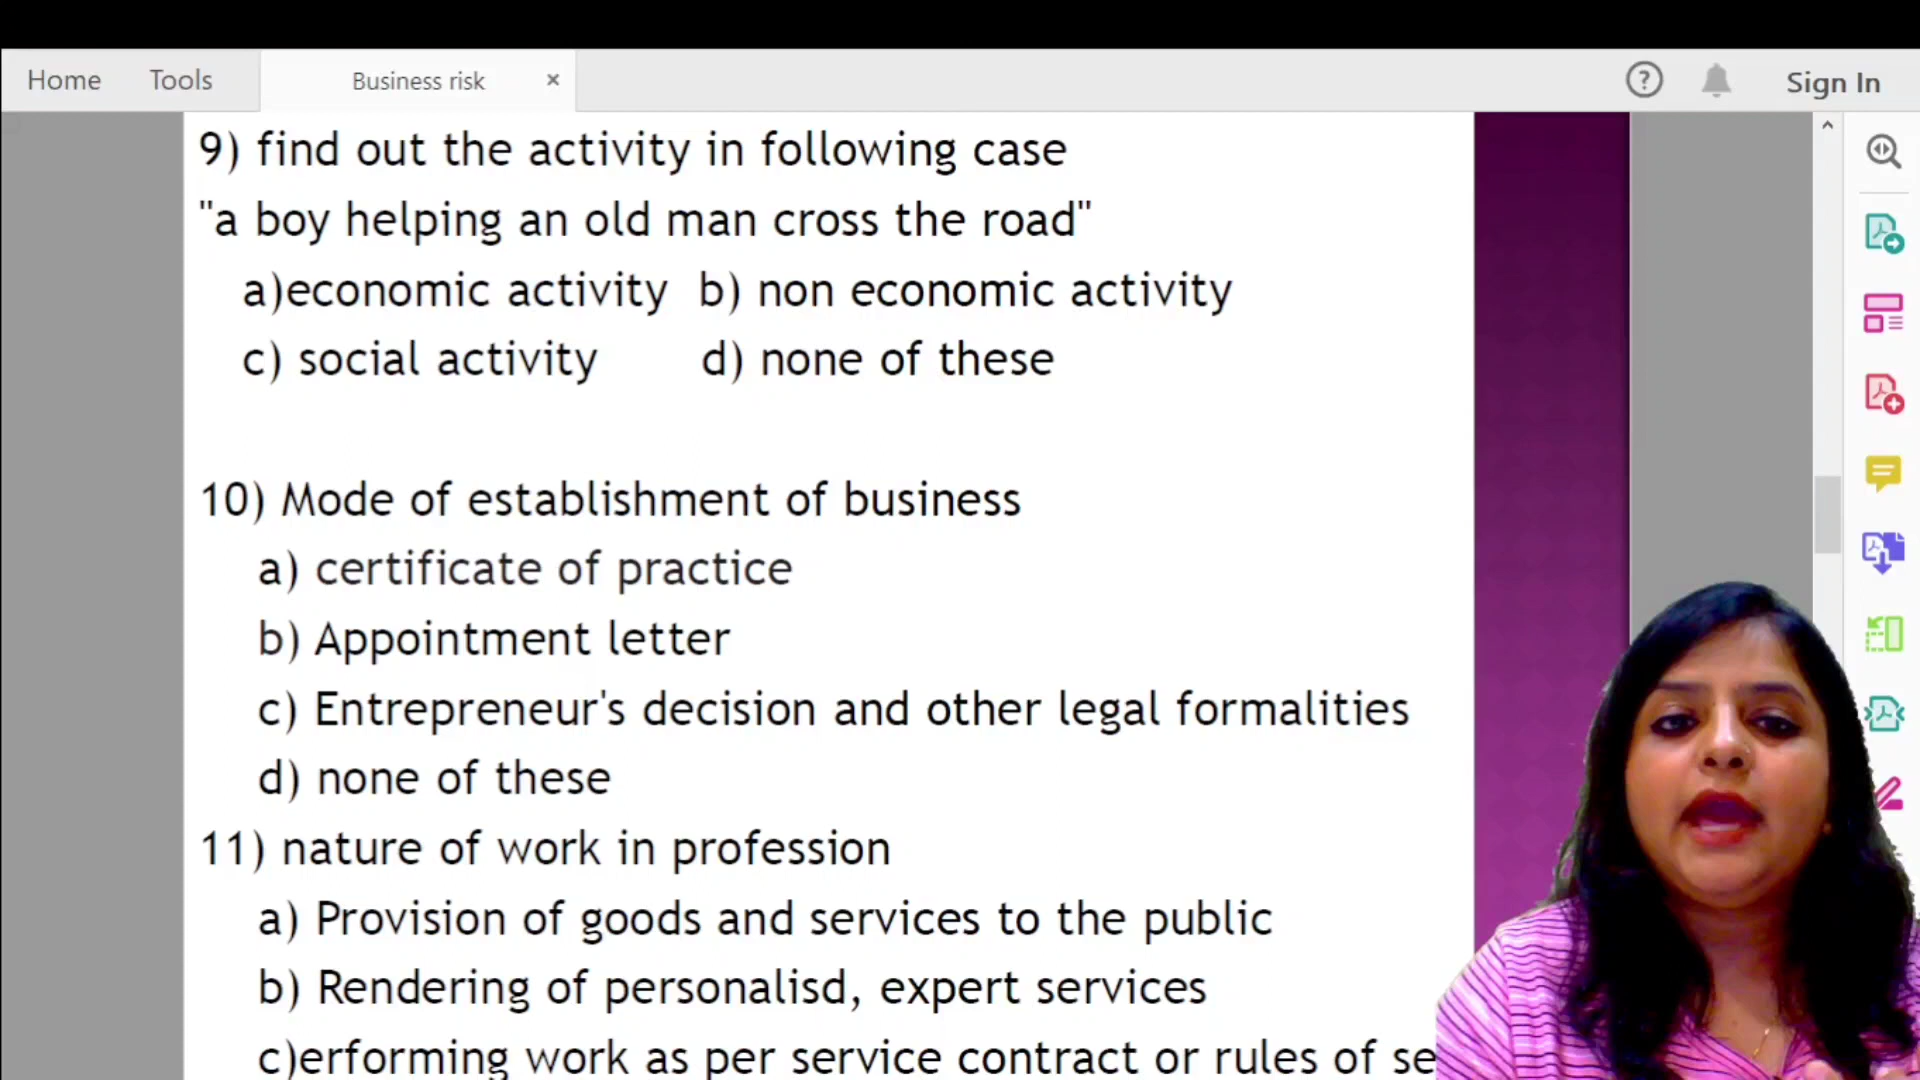 Home Tools Business risk × ? Sign In
9) find out the activity in following case
"a boy helping an old man cross the road"
a)economic activity b) non economic activity
c) social activity d) none of these
10) Mode of establishment of business
a) certificate of practice
b) Appointment letter
c) Entrepreneur's decision and other legal formalities
d) none of these
11) nature of work in profession
a) Provision of goods and services to the public
b) Rendering of personalisd, expert services
c)erforming work as per service contract or rules of se